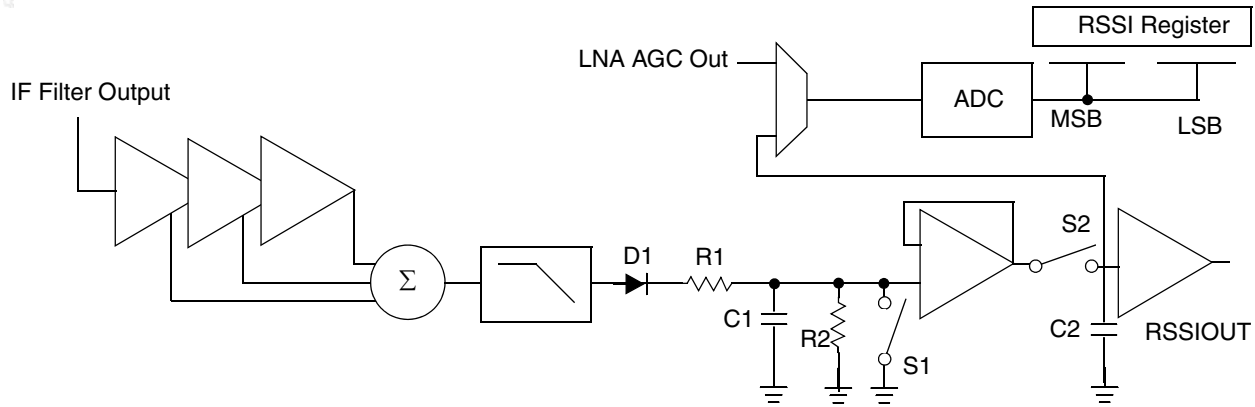 RSSI Register
LNA AGC Out
IF Filter Output
ADC
MSB
LSB
S2
D1
R1
Σ
C1
R2
S1
C2
RSSIOUT